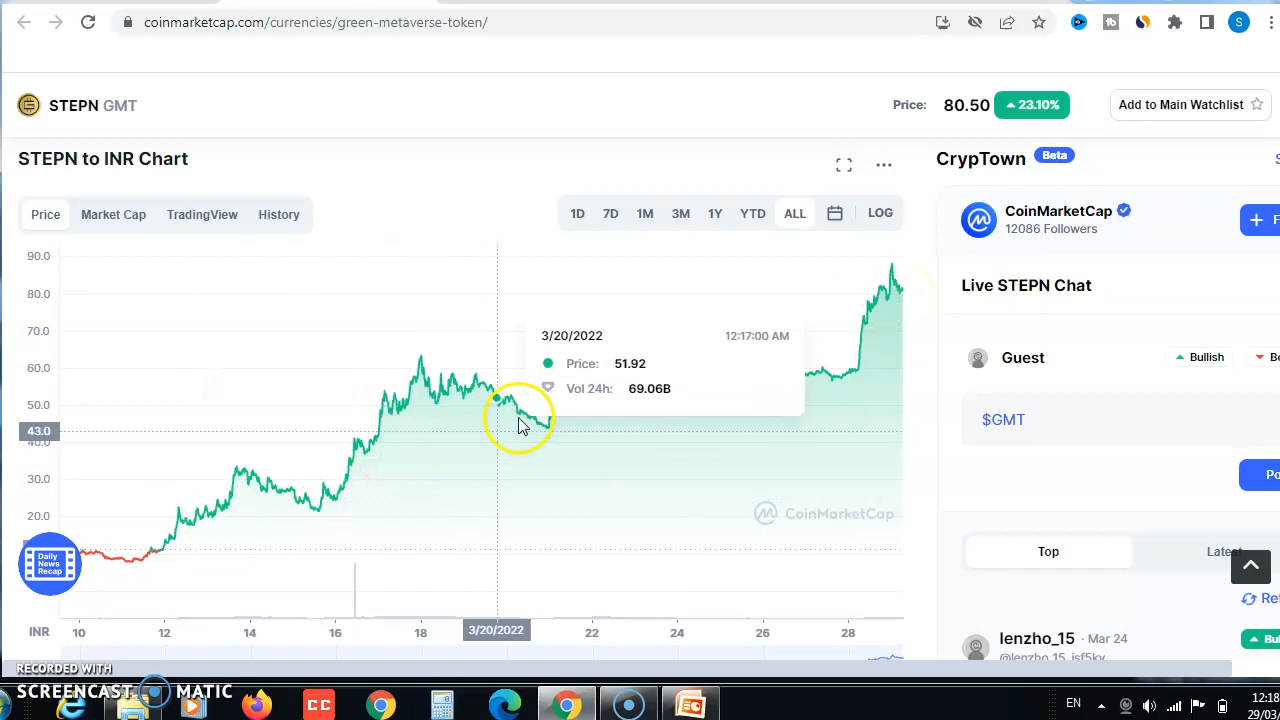 coinmarketcap.com/currencies/green-metaverse-token/
S
STEPN GMT
Price: 80.50 23.10%
Add to Main Watchlist
STEPN to INR Chart
CrypTown Beta
Price Market Cap TradingView History
1D 7D 1M 3M 1Y YTD ALL LOG
CoinMarketCap
12086 Followers
90.0
80.0
70.0
60.0
50.0
43.0
40.0
30.0
20.0
3/20/2022 12:17:00 AM
Price: 51.92
Vol 24h: 69.06B
Live STEPN Chat
Guest
Bullish
$GMT
CoinMarketCap
Daily
News
Recap
Top
INR 10 12 14 16 18 3/20/2022 22 24 26 28
lenzho_15 · Mar 24
RECORDED WITH
SCREENCAST MATIC
CC
EN
12:18
29/03